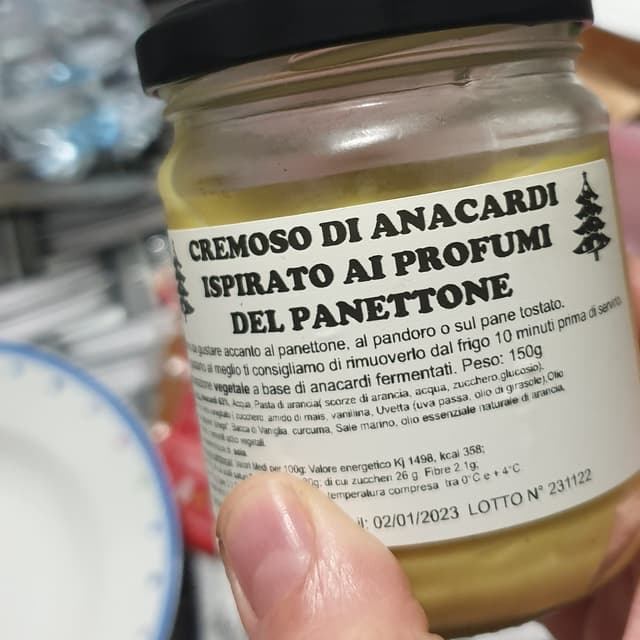 CREMOSO DI ANACARDI
ISPIRATO AI PROFUMI
DEL PANETTONE
gustare accanto al panettone, al pandoro o sul pane tostato.
al meglio ti consigliamo di rimuoverlo dal frigo 10 minuti prima di servirlo.
vegetale a base di anacardi fermentati. Peso: 150g
Acqua, Pasta di arancia( scorze di arancia, acqua, zucchero,glucosio),
zucchero, amido di mais, vanillina, Uvetta (uva passa, olio di girasole),Olio
Bacca di Vaniglia, curcuma, Sale marino, olio essenziale naturale di arancia,
vegetali.
Medi per 100g: Valore energetico Kj 1498, kcal 358;
di cui zuccheri 26 g Fibre 2.1g;
temperatura compresa tra 0°C e + 4°C
02/01/2023 LOTTO N° 231122